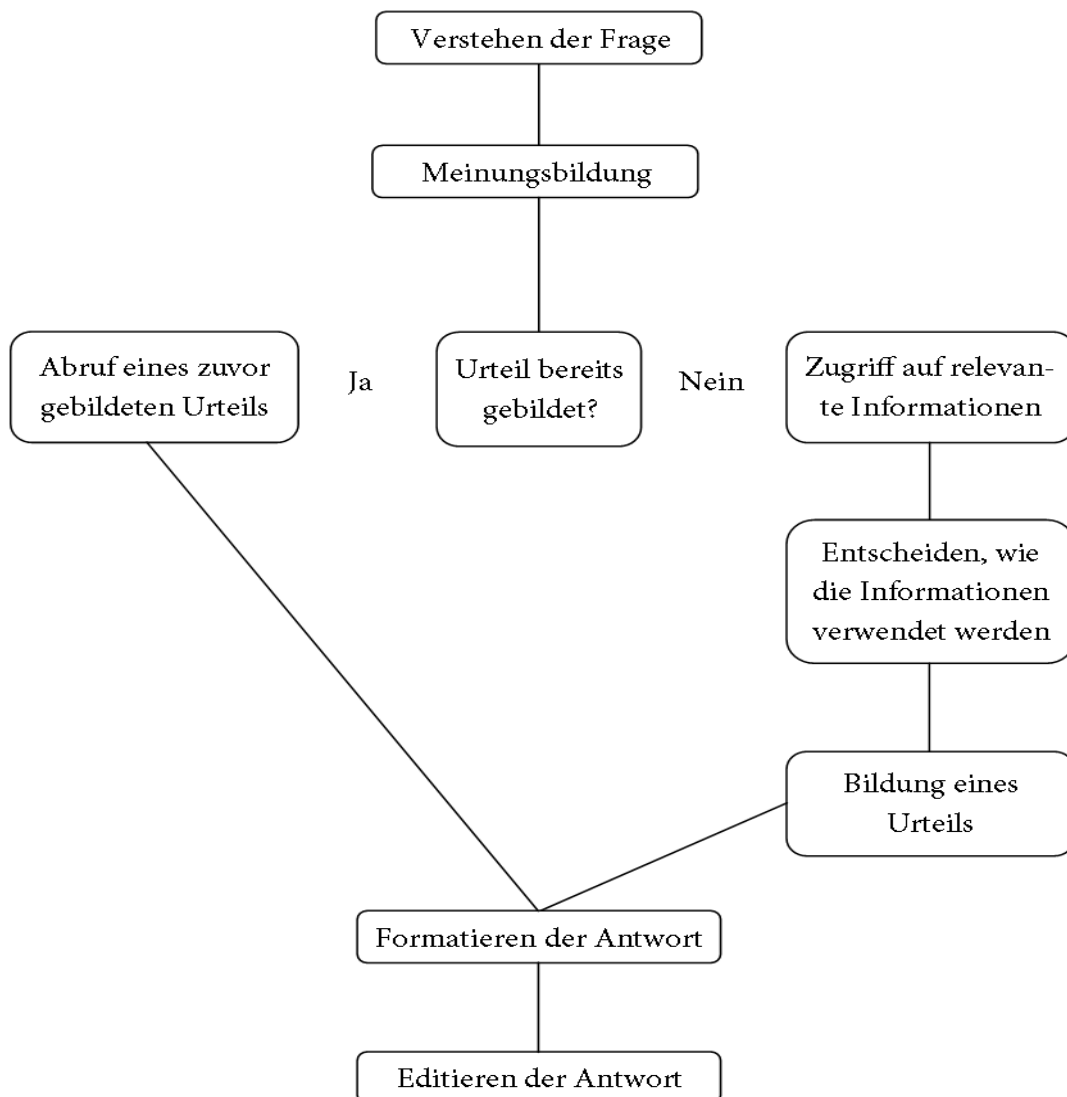 Verstehen der Frage
Meinungsbildung
Abruf eines zuvor
gebildeten Urteils
Ja
Urteil bereits
gebildet?
Nein
Zugriff auf relevan-
te Informationen
Entscheiden, wie
die Informationen
verwendet werden
Bildung eines
Urteils
Formatieren der Antwort
Editieren der Antwort